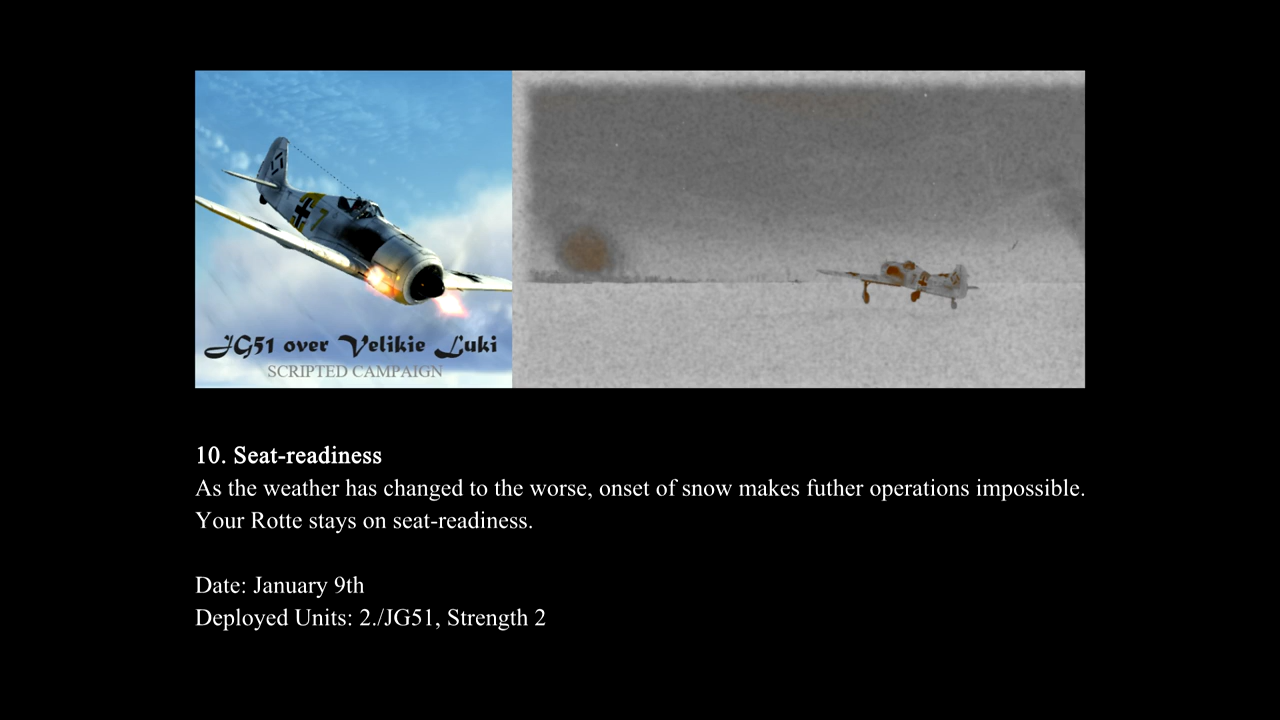 7
JG51 over Velikie Luki
SCRIPTED CAMPAIGN
10. Seat-readiness
As the weather has changed to the worse, onset of snow makes futher operations impossible.
Your Rotte stays on seat-readiness.
Date: January 9th
Deployed Units: 2./JG51, Strength 2